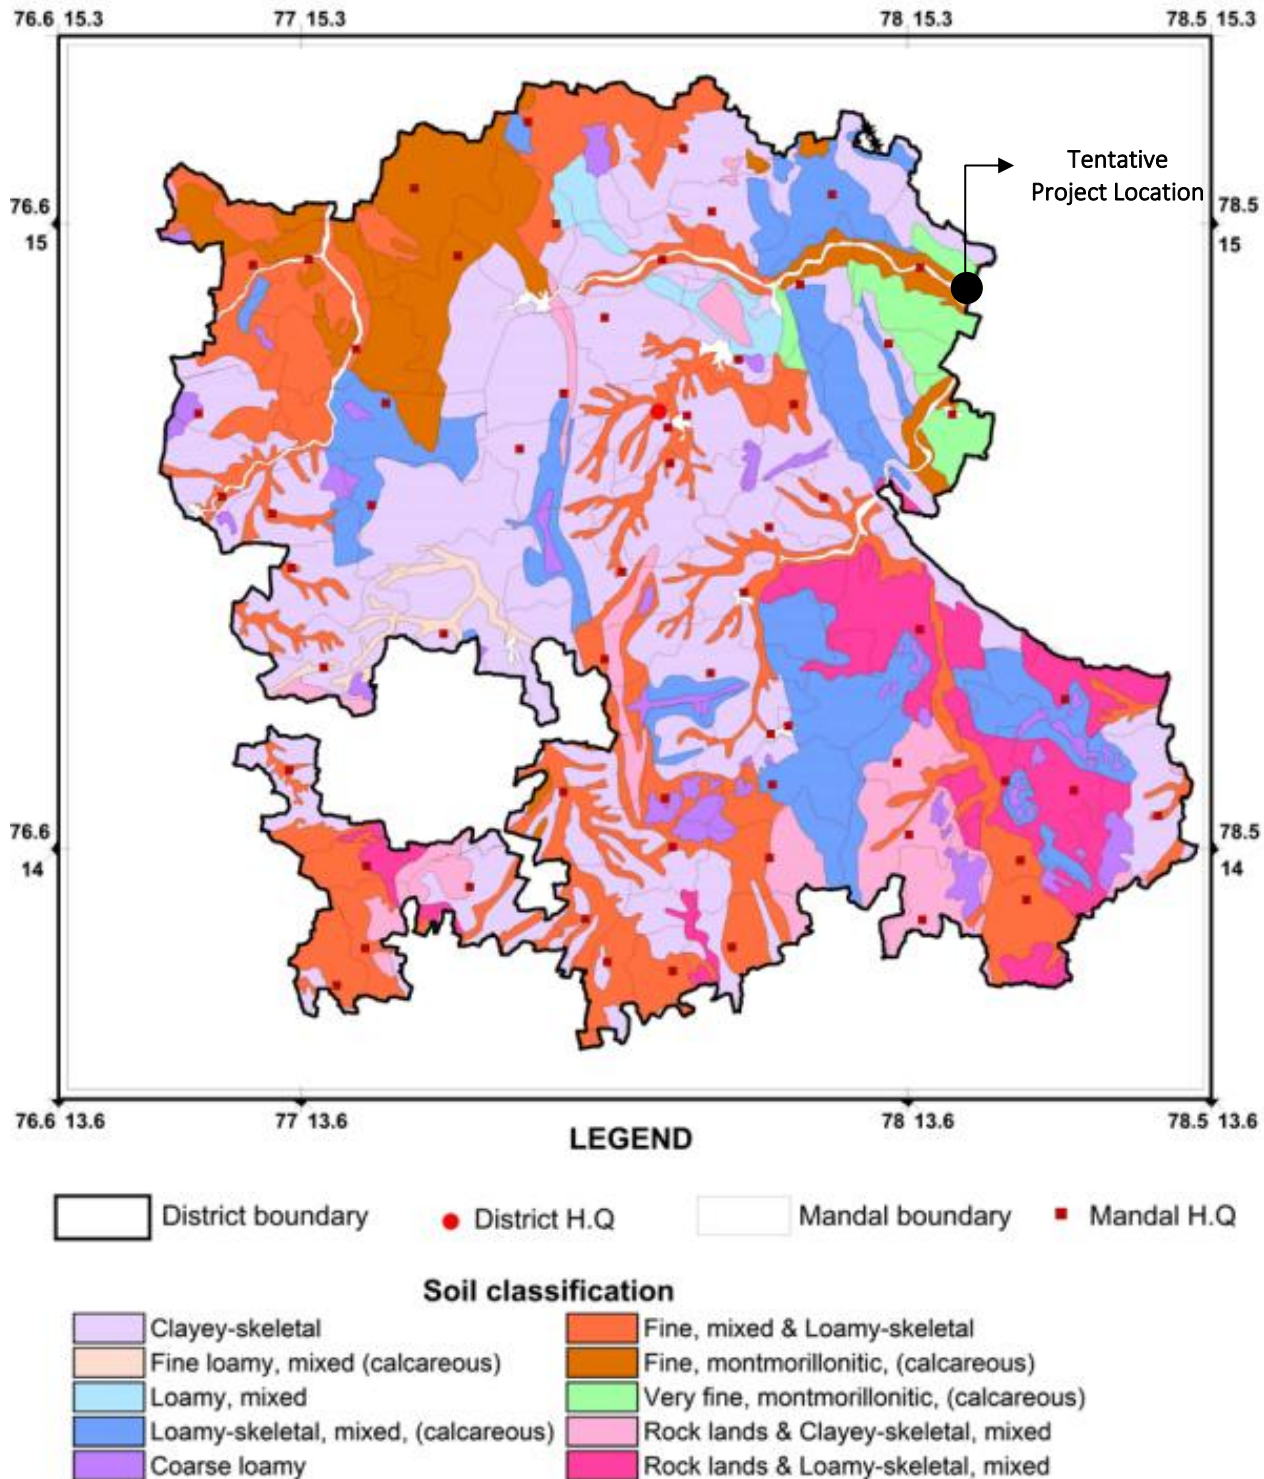 76.6 15.3
77 15.3
78 15.3
78.5 15.3
Tentative
Project Location
76.6
15
78.5
15
76.6
14
78.5
14
76.6 13.6
77 13.6
78 13.6
78.5 13.6
LEGEND
District boundary
District H.Q
Mandal boundary
Mandal H.Q
Soil classification
Clayey-skeletal
Fine, mixed & Loamy-skeletal
Fine loamy, mixed (calcareous)
Fine, montmorillonitic, (calcareous)
Loamy, mixed
Very fine, montmorillonitic, (calcareous)
Loamy-skeletal, mixed, (calcareous)
Rock lands & Clayey-skeletal, mixed
Coarse loamy
Rock lands & Loamy-skeletal, mixed